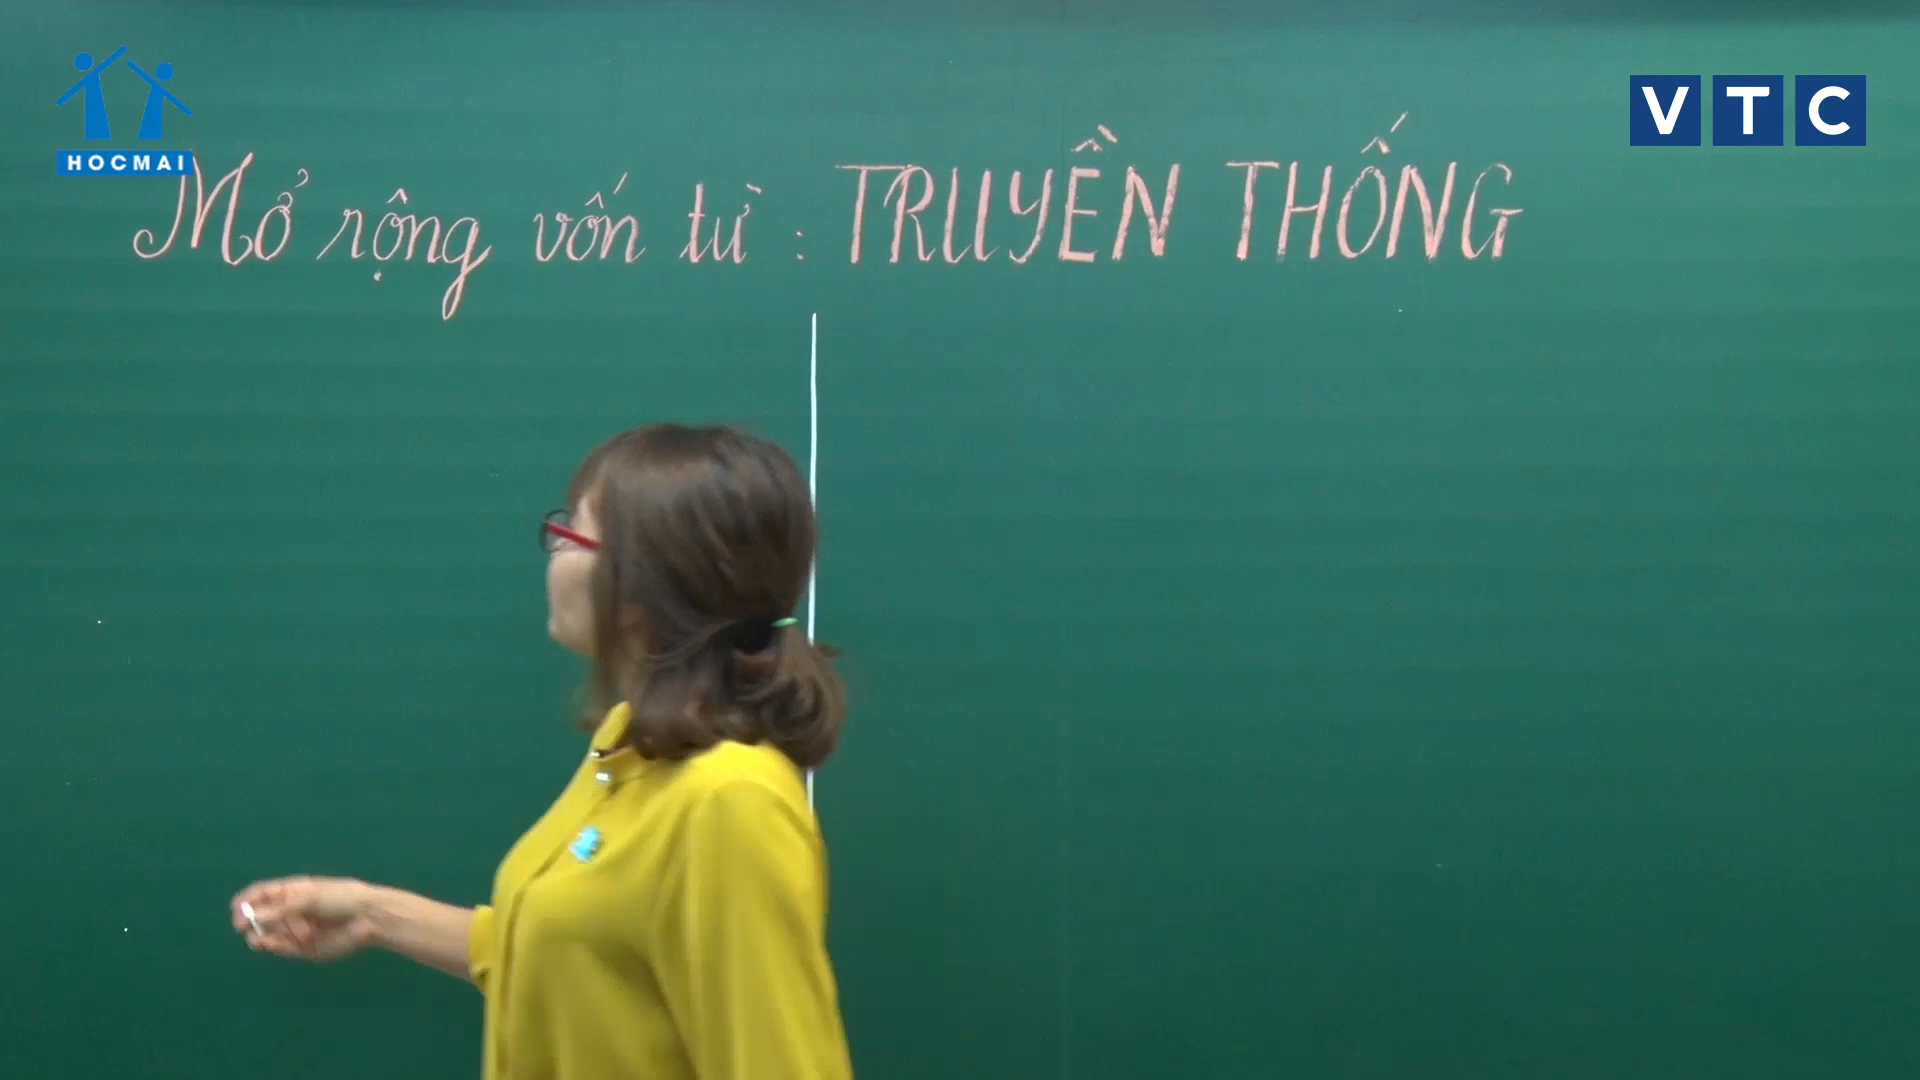 HOCMAI
VTC
Mở rộng vốn từ : TRUYỀN THỐNG